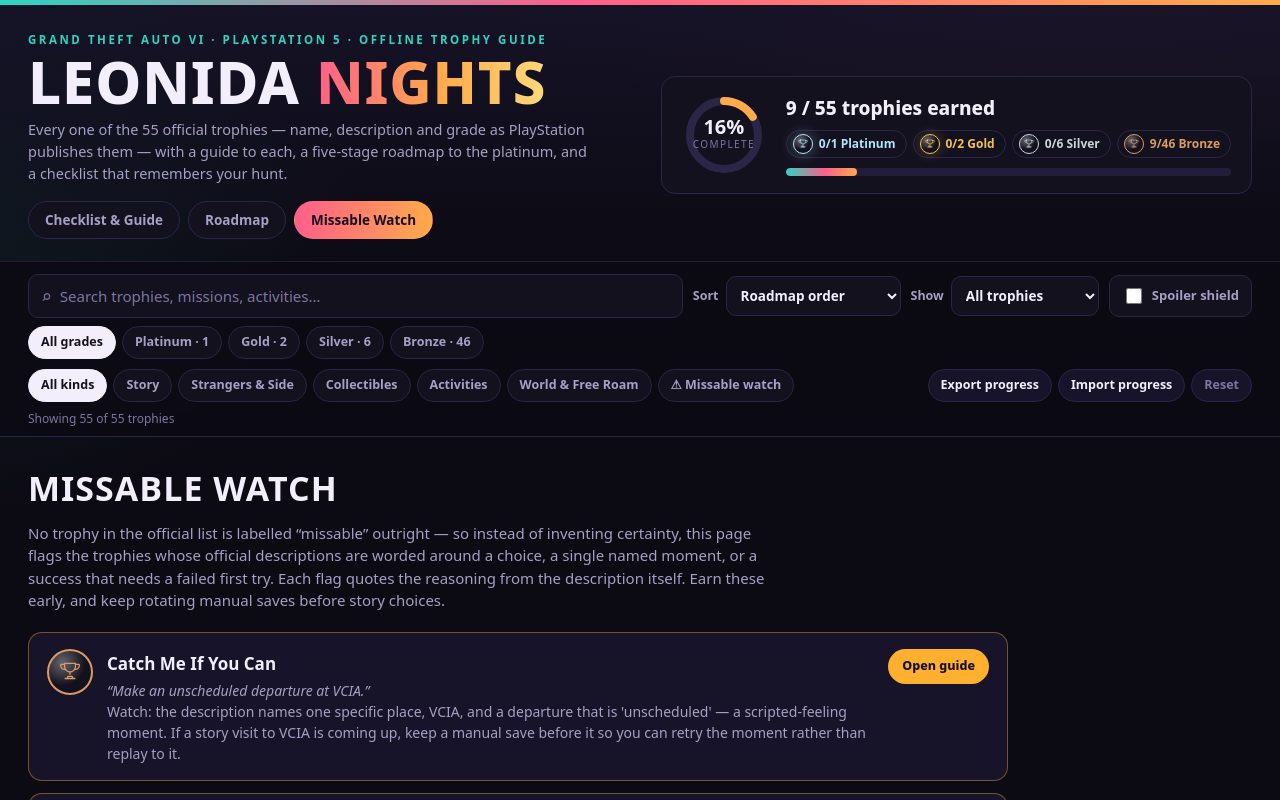 GRAND THEFT AUTO VI · PLAYSTATION 5 · OFFLINE TROPHY GUIDE
LEONIDA NIGHTS
Every one of the 55 official trophies — name, description and grade as PlayStation
publishes them — with a guide to each, a five-stage roadmap to the platinum, and
a checklist that remembers your hunt.
Checklist & Guide
Roadmap
Missable Watch
16%
COMPLETE
9 / 55 trophies earned
0/1 Platinum
0/2 Gold
0/6 Silver
9/46 Bronze
Search trophies, missions, activities...
Sort
Roadmap order
Show
All trophies
Spoiler shield
All grades
Platinum · 1
Gold · 2
Silver · 6
Bronze · 46
All kinds
Story
Strangers & Side
Collectibles
Activities
World & Free Roam
⚠ Missable watch
Export progress
Import progress
Reset
Showing 55 of 55 trophies
MISSABLE WATCH
No trophy in the official list is labelled “missable” outright — so instead of inventing certainty, this page
flags the trophies whose official descriptions are worded around a choice, a single named moment, or a
success that needs a failed first try. Each flag quotes the reasoning from the description itself. Earn these
early, and keep rotating manual saves before story choices.
Catch Me If You Can
“Make an unscheduled departure at VCIA.”
Watch: the description names one specific place, VCIA, and a departure that is 'unscheduled' — a scripted-feeling
moment. If a story visit to VCIA is coming up, keep a manual save before it so you can retry the moment rather than
replay to it.
Open guide